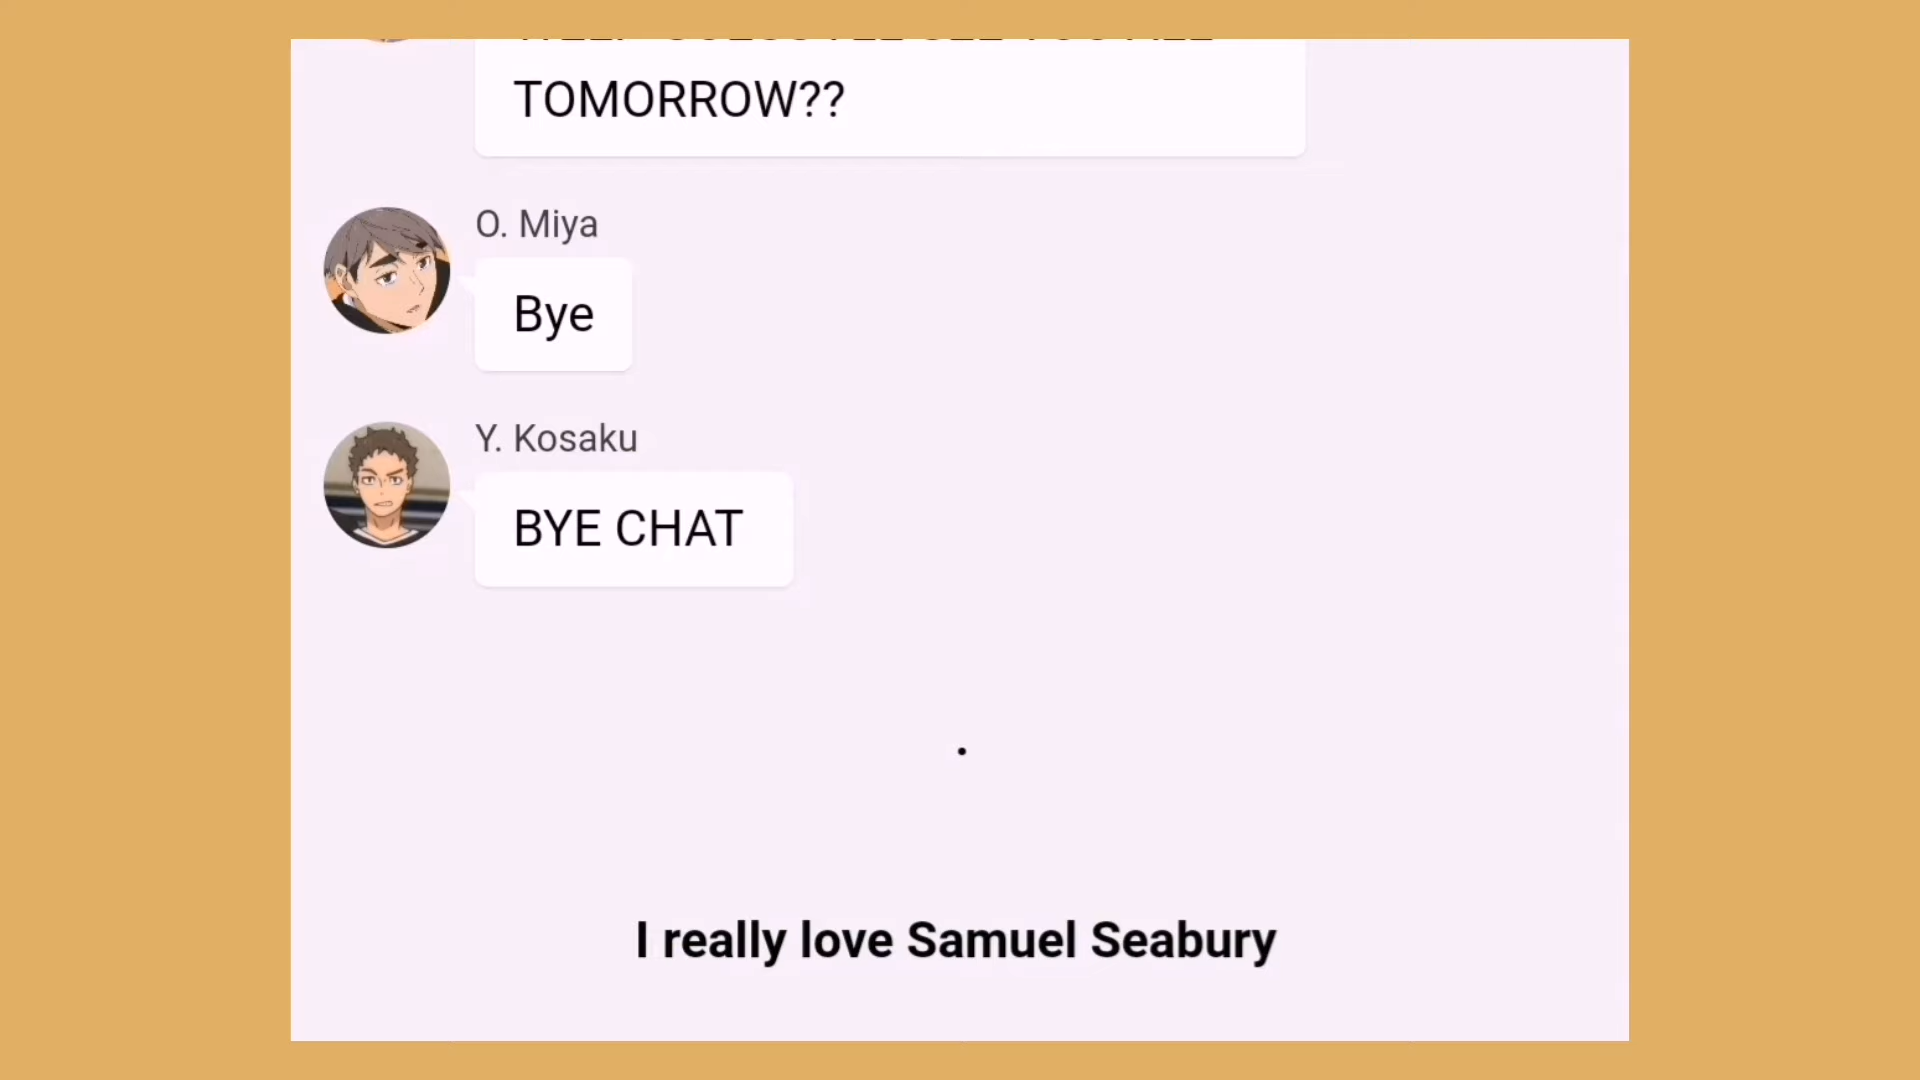 TOMORROW??
O. Miya
Bye
Y. Kosaku
BYE CHAT
.
I really love Samuel Seabury